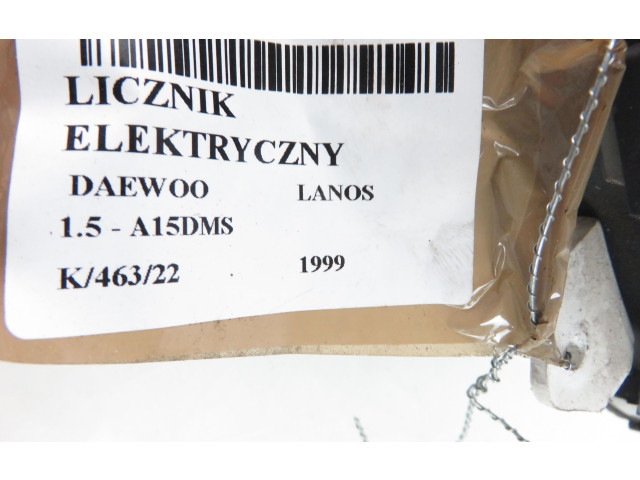 LICZNIK
ELEKTRYCZNY
DAEWOO LANOS
1.5 - A15DMS
K/463/22 1999